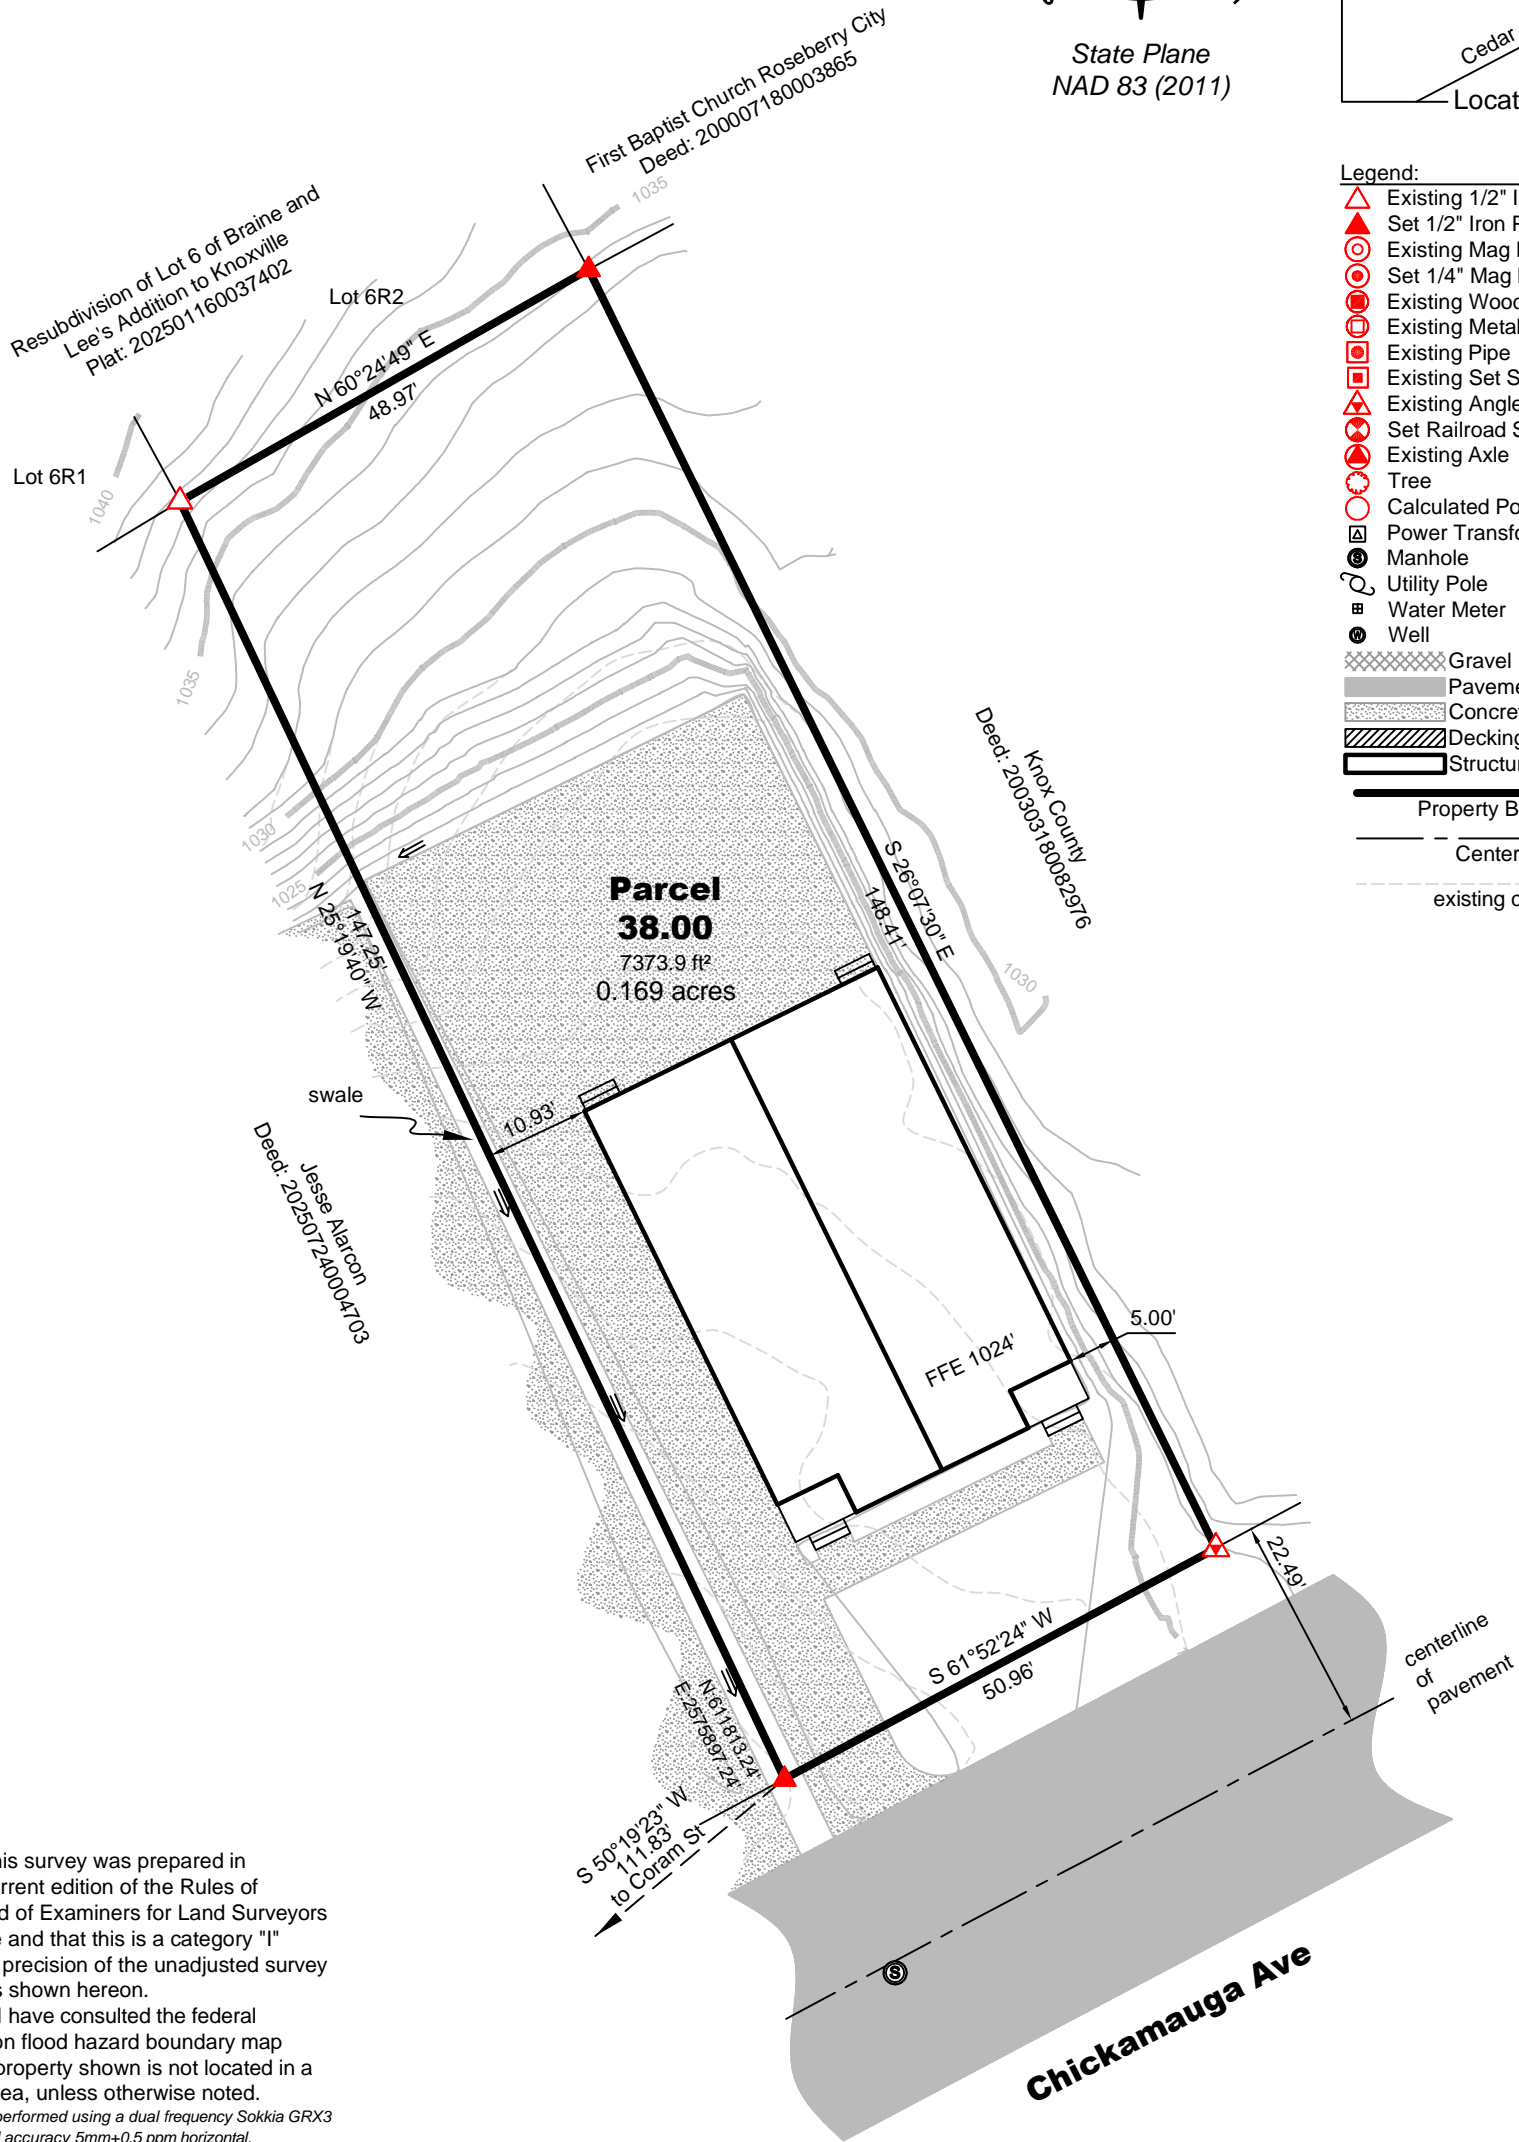 State Plane
NAD 83 (2011)
Cedar
Locat
Legend:
Existing 1/2" I
Set 1/2" Iron P
Existing Mag
Set 1/4" Mag
Existing Wood
Existing Metal
Existing Pipe
Existing Set S
Existing Angle
Set Railroad S
Existing Axle
Tree
Calculated Po
Power Transfo
Manhole
Utility Pole
Water Meter
Well
Gravel
Paveme
Concre
Decking
Structu
Property B
Center
existing c
First Baptist Church Roseberry City
Deed: 200007180003865
1035
Resubdivision of Lot 6 of Braine and
Lee's Addition to Knoxville
Plat: 202501160037402
Lot 6R2
N 60°24'49" E
48.97'
Lot 6R1
1040
1035
1030
1025
N 25°19'40" W
147.25'
Parcel
38.00
7373.9 ft²
0.169 acres
S 26°07'30" E
148.41'
Knox County
Deed: 200303180082976
1030
swale
10.93'
Jesse Alarcon
Deed: 202507240004703
FFE 1024'
5.00'
22.49'
centerline
of
pavement
S 61°52'24" W
50.96'
N:611813.24'
E:2575897.24'
S 50°19'23" W
111.83'
to Coram St
S
Chickamauga Ave
his survey was prepared in
rrent edition of the Rules of
d of Examiners for Land Surveyors
e and that this is a category "I"
precision of the unadjusted survey
s shown hereon.
I have consulted the federal
on flood hazard boundary map
property shown is not located in a
ea, unless otherwise noted.
performed using a dual frequency Sokkia GRX3
l accuracy 5mm+0.5 ppm horizontal,